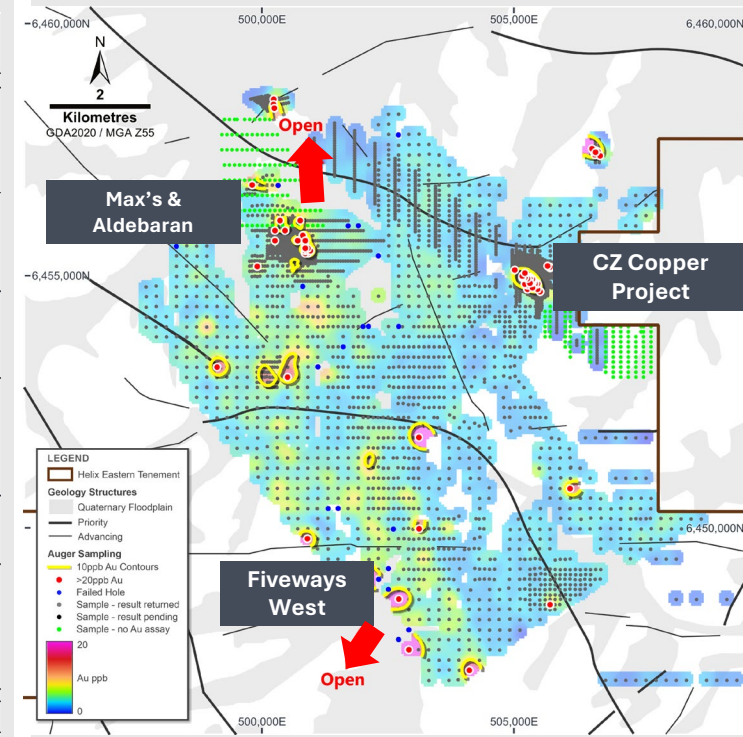 500,000E
505,000E
6,460,000N
6,460,000N
N
2
Kilometres
GDA2020 / MGA Z55
Open
Max's &
Aldebaran
6,455,000N
CZ Copper
Project
LEGEND
Helix Eastern Tenement
Geology Structures
Quaternary Floodplain
Priority
Advancing
Auger Sampling
10ppb Au Contours
>20ppb Au
Failed Hole
Sample - result returned
Sample - result pending
Sample - no Au assay
20
Au ppb
0
6,450,000N
Fiveways
West
Open
500,000E
505,000E